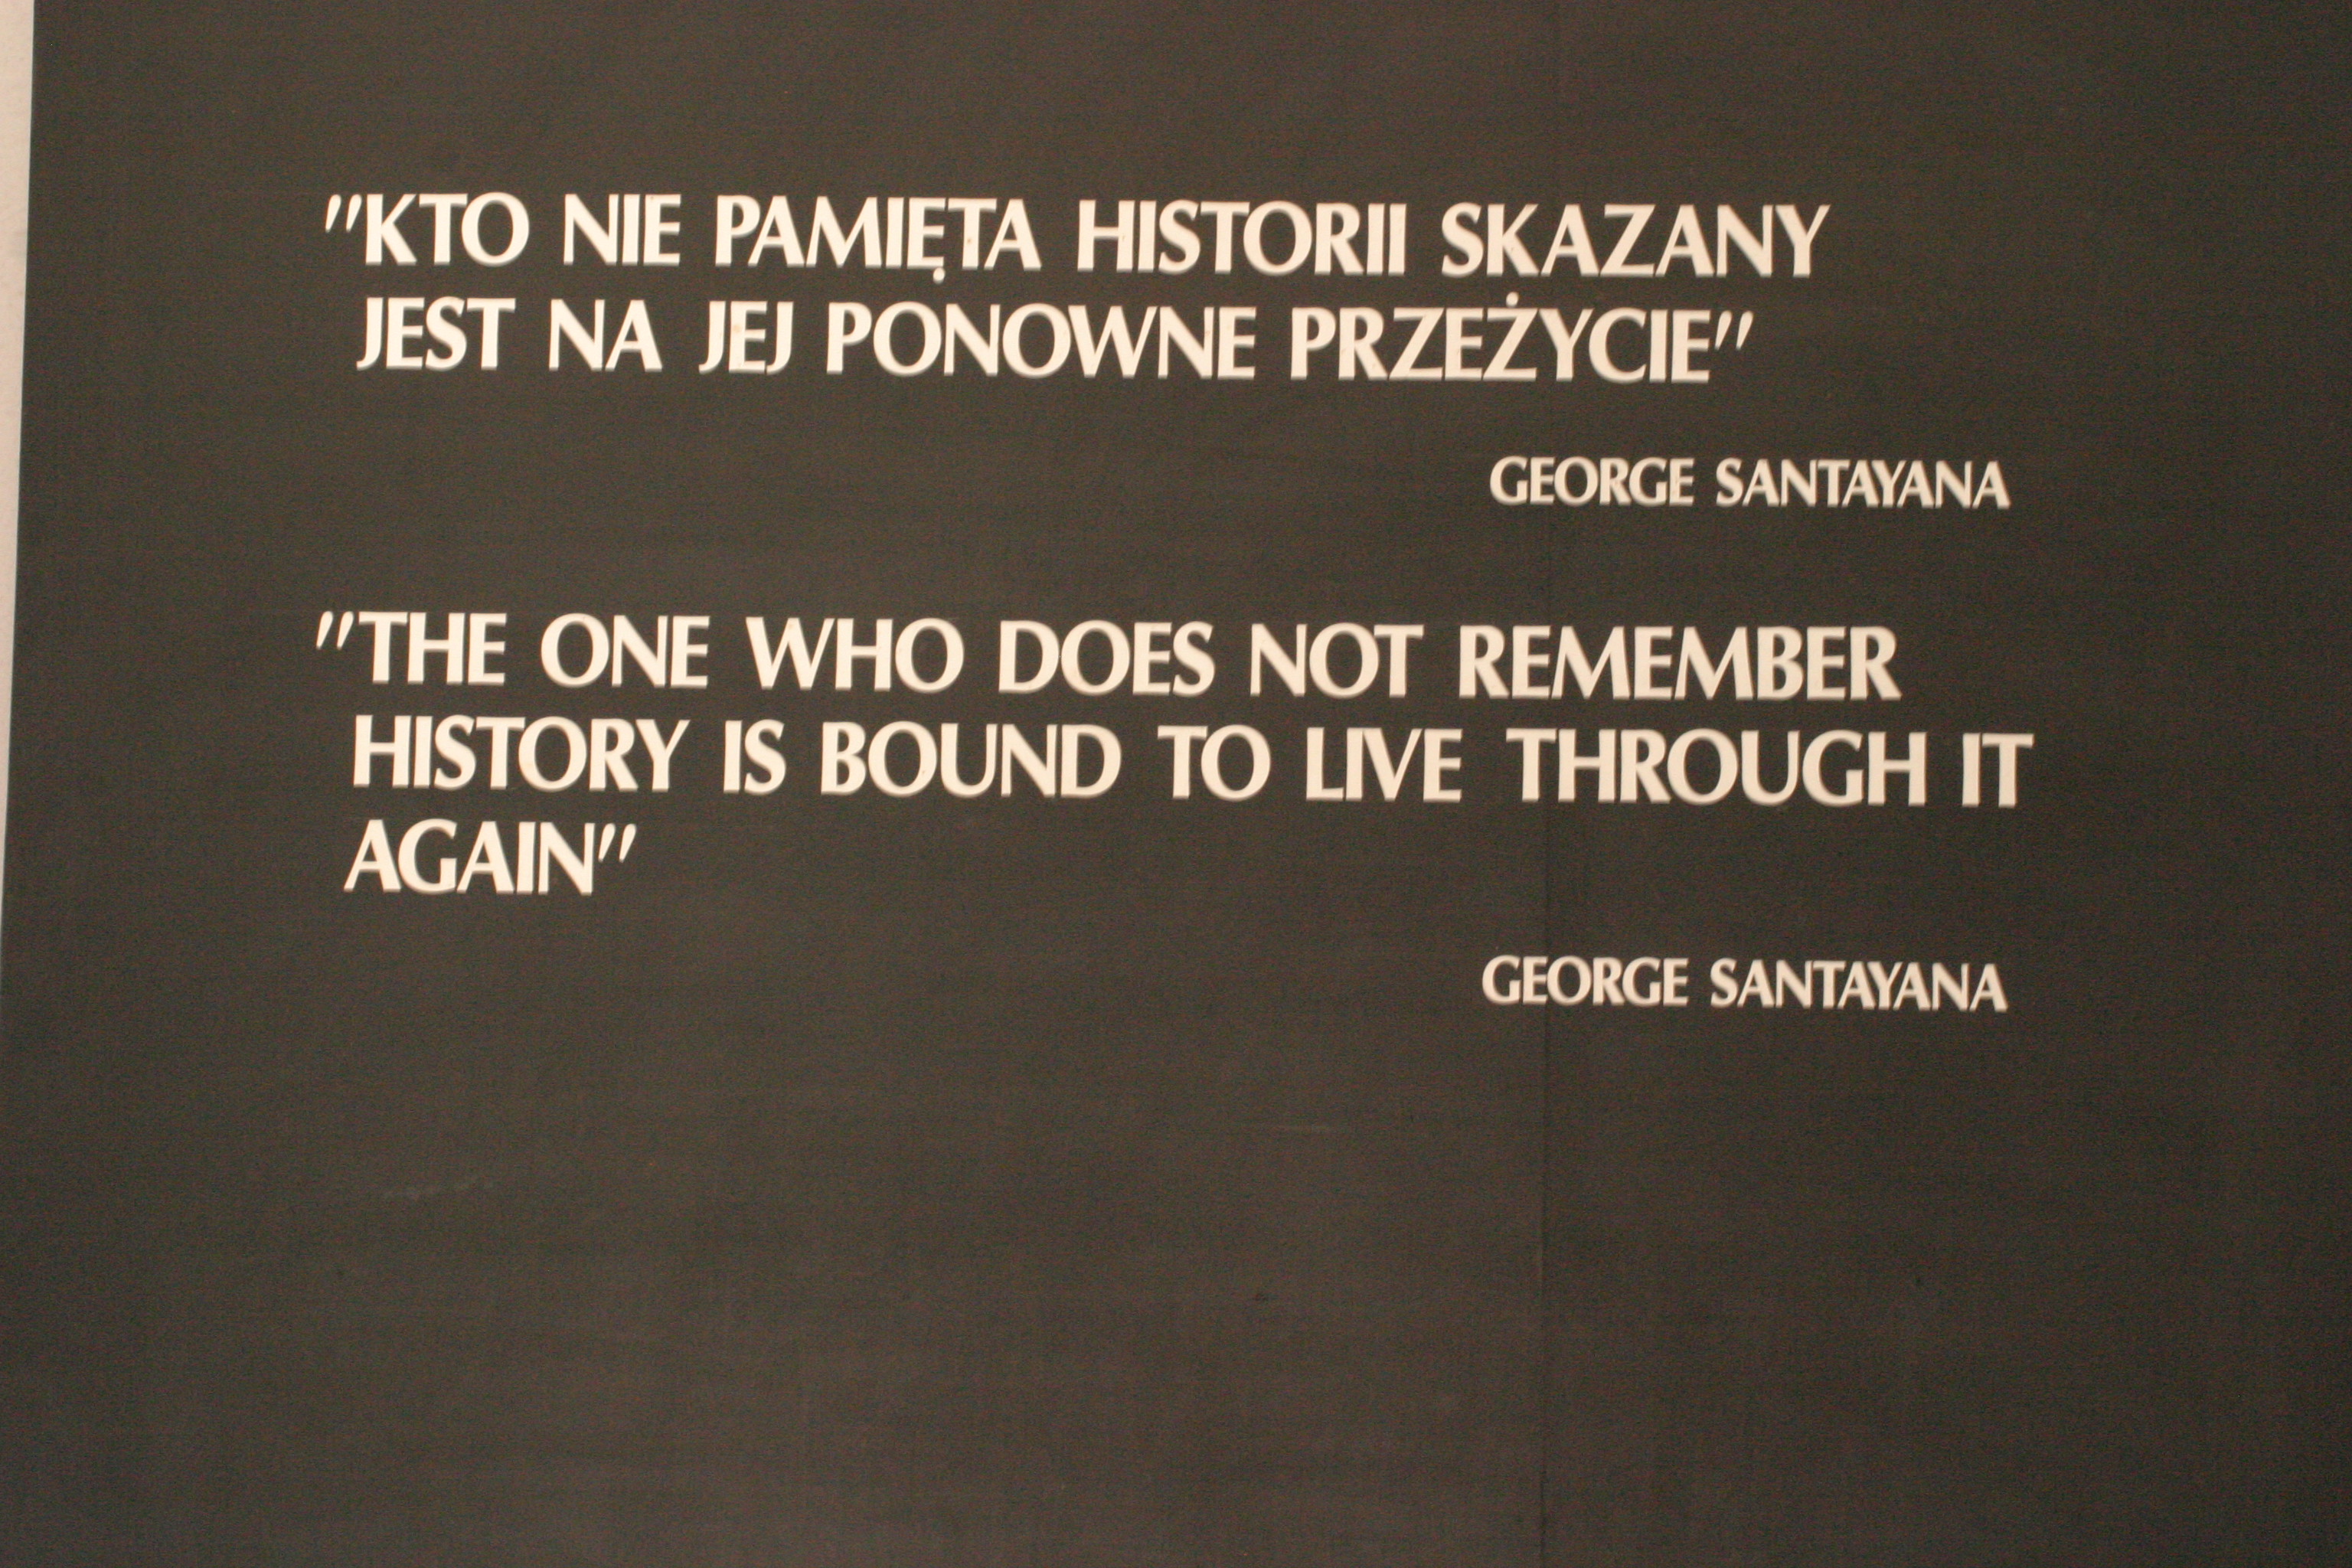 "KTO NIE PAMIĘTA HISTORII SKAZANY
JEST NA JEJ PONOWNE PRZEŻYCIE"
GEORGE SANTAYANA
"THE ONE WHO DOES NOT REMEMBER
HISTORY IS BOUND TO LIVE THROUGH IT
AGAIN"
GEORGE SANTAYANA